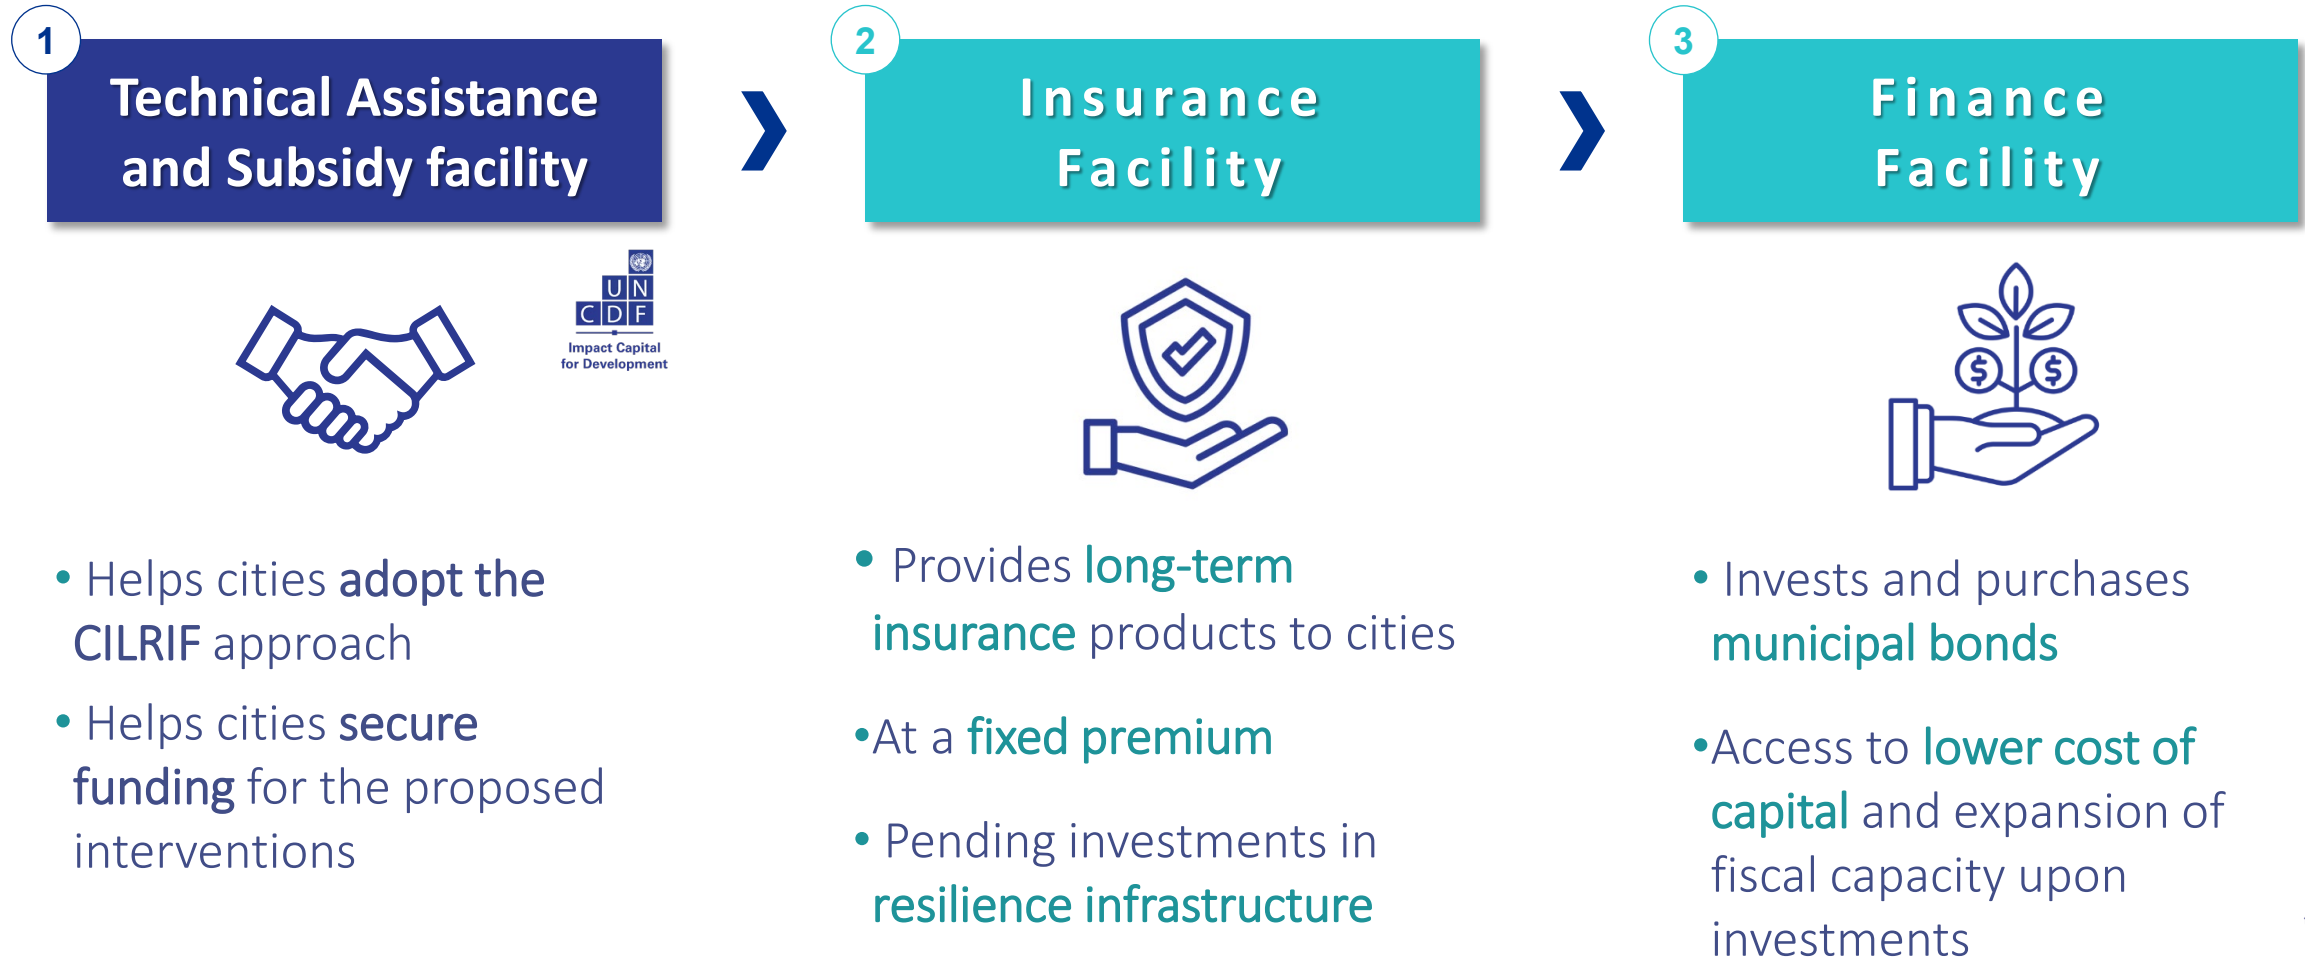 1
Technical Assistance
and Subsidy facility
UN
CDF
Impact Capital
for Development
• Helps cities adopt the
CILRIF approach
• Helps cities secure
funding for the proposed
interventions
2
Insurance
Facility
• Provides long-term
insurance products to cities
•At a fixed premium
• Pending investments in
resilience infrastructure
3
Finance
Facility
$ $
• Invests and purchases
municipal bonds
•Access to lower cost of
capital and expansion of
fiscal capacity upon
investments